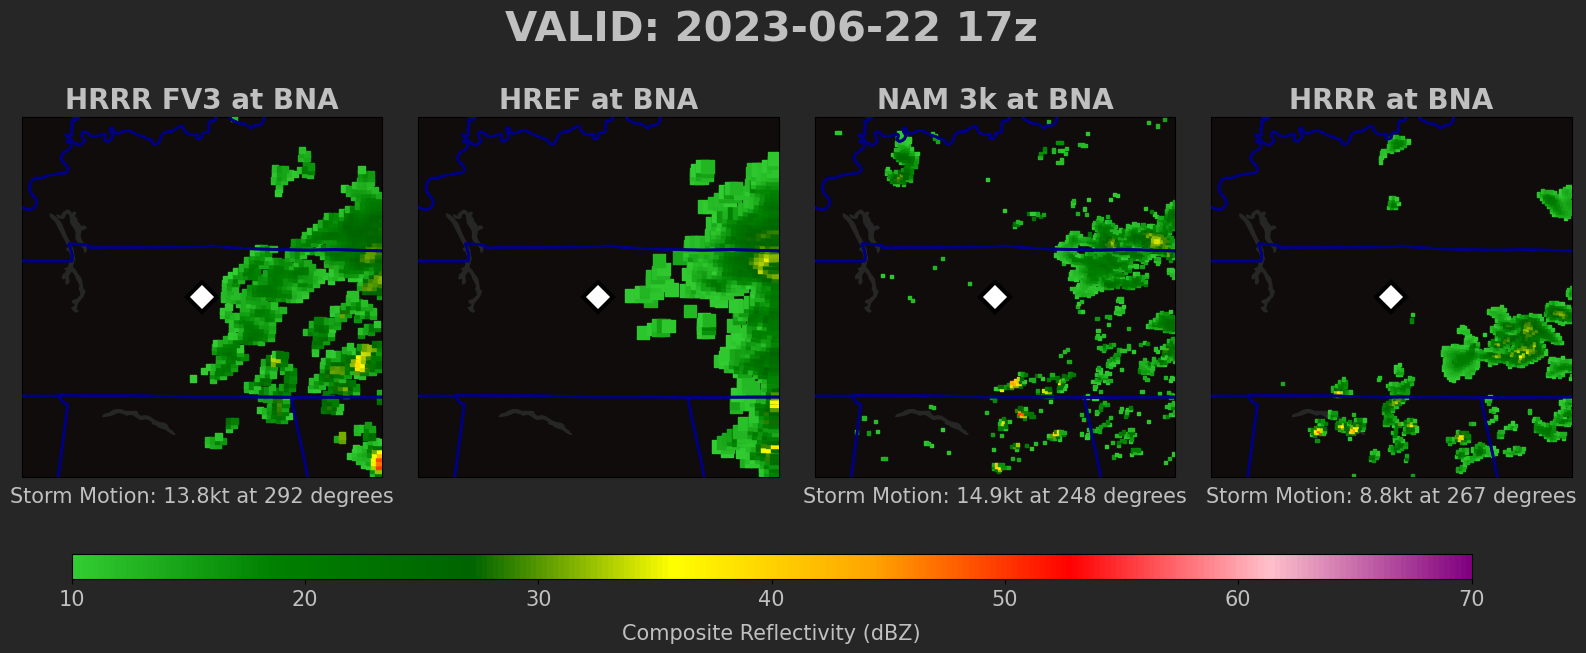 VALID: 2023-06-22 17z
HRRR FV3 at BNA
HREF at BNA
NAM 3k at BNA
HRRR at BNA
Storm Motion: 13.8kt at 292 degrees
Storm Motion: 14.9kt at 248 degrees
Storm Motion: 8.8kt at 267 degrees
10 20 30 40 50 60 70
Composite Reflectivity (dBZ)